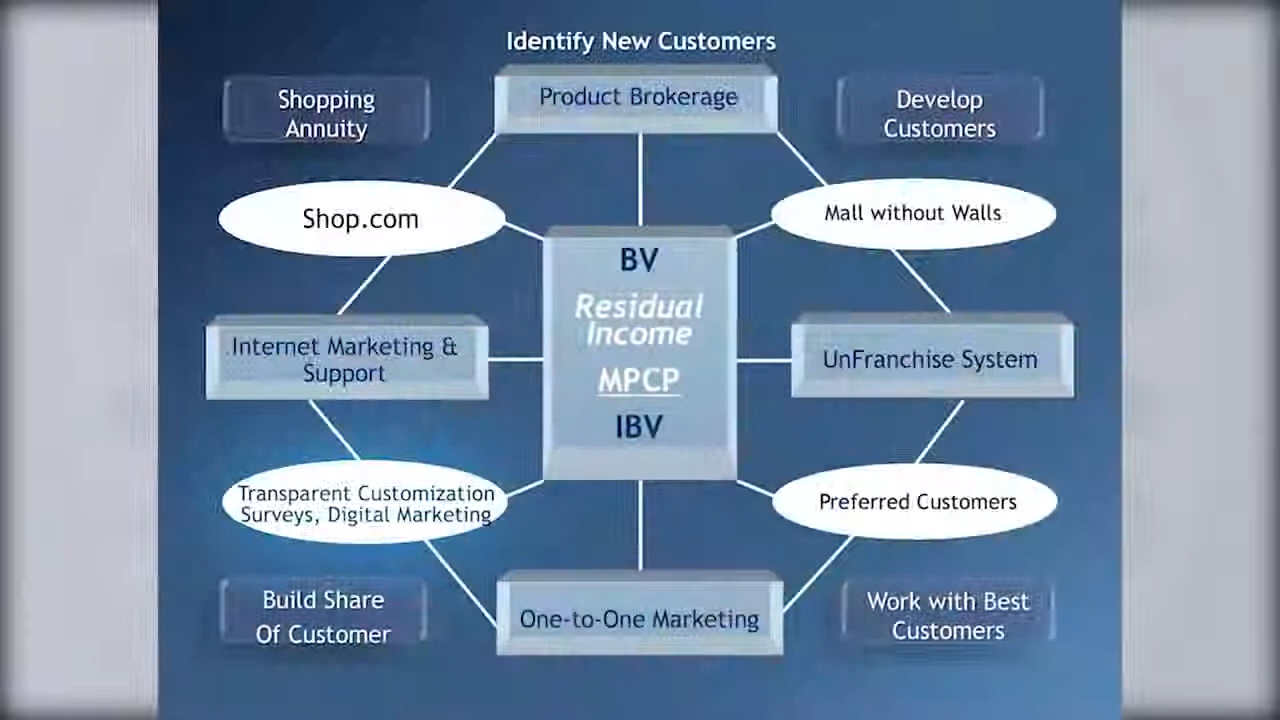 Identify New Customers
Shopping
Annuity
Product Brokerage
Develop
Customers
Shop.com
Mall without Walls
BV
Residual
Income
MPCP
IBV
Internet Marketing &
Support
UnFranchise System
Transparent Customization
Surveys, Digital Marketing
Preferred Customers
Build Share
Of Customer
One-to-One Marketing
Work with Best
Customers